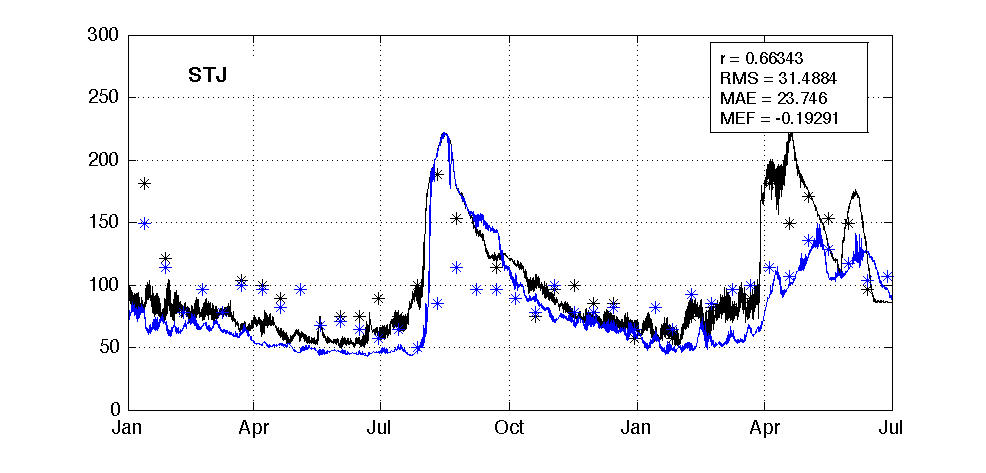 300
250
200
150
100
50
0
STJ
r = 0.66343
RMS = 31.4884
MAE = 23.746
MEF = -0.19291
Jan Apr Jul Oct Jan Apr Jul